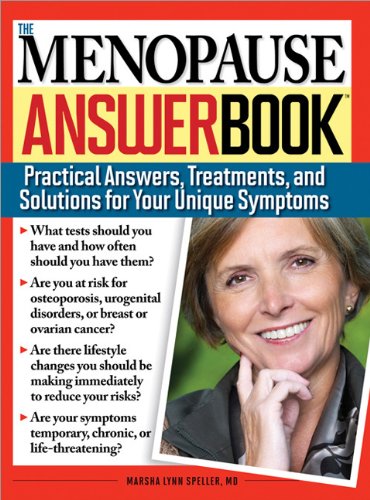 THE
MENOPAUSE
ANSWER BOOK™
Practical Answers, Treatments, and
Solutions for Your Unique Symptoms
▶ What tests should you
have and how often
should you have them?
▶ Are you at risk for
osteoporosis, urogenital
disorders, or breast or
ovarian cancer?
▶ Are there lifestyle
changes you should be
making immediately
to reduce your risks?
▶ Are your symptoms
temporary, chronic, or
life-threatening?
MARSHA LYNN SPELLER, MD